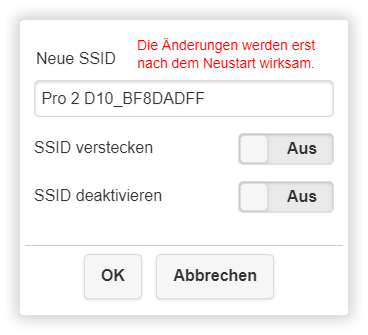 Neue SSID
Die Änderungen werden erst
nach dem Neustart wirksam.
Pro 2 D10_BF8DADFF
SSID verstecken
Aus
SSID deaktivieren
Aus
OK
Abbrechen